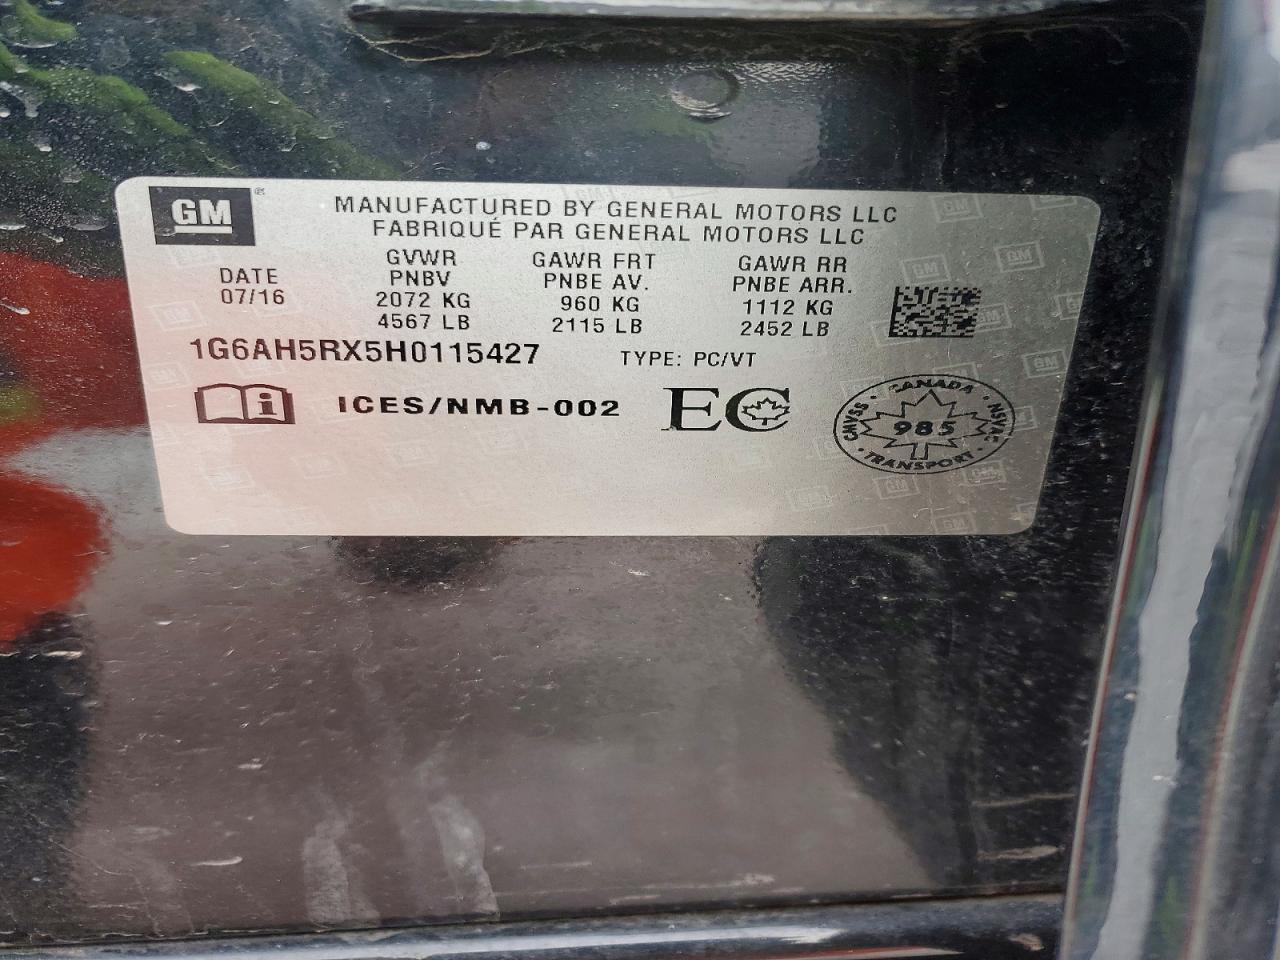 GM
MANUFACTURED BY GENERAL MOTORS LLC
FABRIQUÉ PAR GENERAL MOTORS LLC
DATE
07/16
GVWR
PNBV
2072 KG
4567 LB
GAWR FRT
PNBE AV.
960 KG
2115 LB
GAWR RR
PNBE ARR.
1112 KG
2452 LB
1G6AH5RX5H0115427 TYPE: PC/VT
i ICES/NMB-002 EC
CANADA
CMVSS 985 NSVAC
TRANSPORT